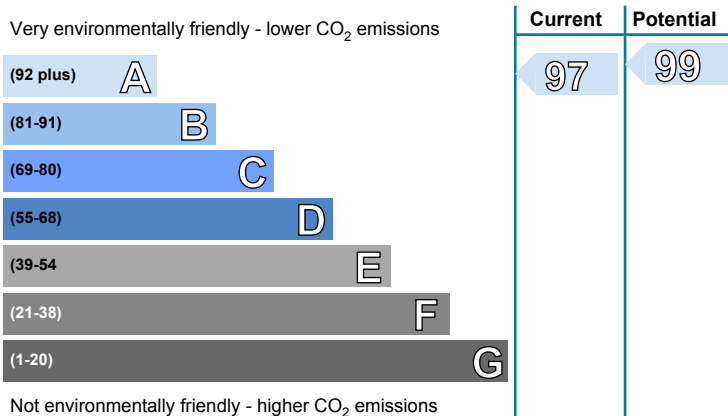 Current Potential
Very environmentally friendly - lower CO2 emissions
(92 plus) A 97 99
(81-91) B
(69-80) C
(55-68) D
(39-54 E
(21-38) F
(1-20) G
Not environmentally friendly - higher CO2 emissions